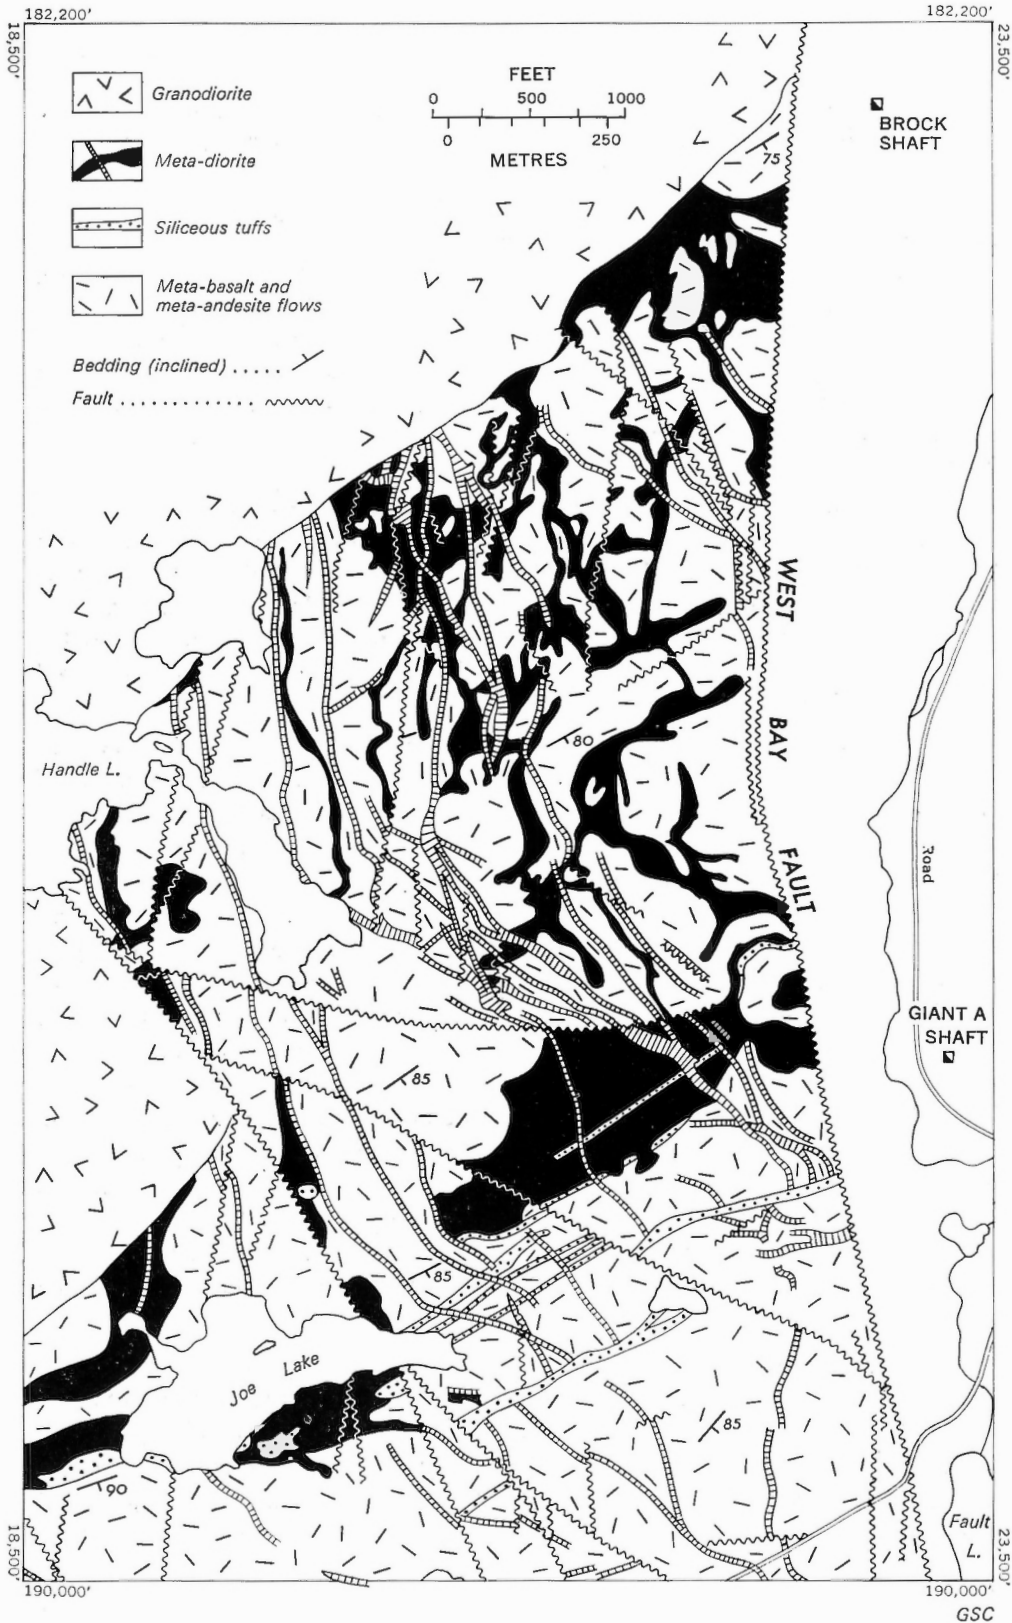 182,200'
182,200'
18,500'
23,500'
Granodiorite
Meta-diorite
Siliceous tuffs
Meta-basalt and
meta-andesite flows
Bedding (inclined) .....
Fault .............
FEET
0 500 1000
0 250
METRES
BROCK
SHAFT
75
WEST
BAY
FAULT
80
Handle L.
Road
GIANT A
SHAFT
85
85
Joe Lake
85
90
Fault
L.
18,500'
23,500'
190,000'
190,000'
GSC